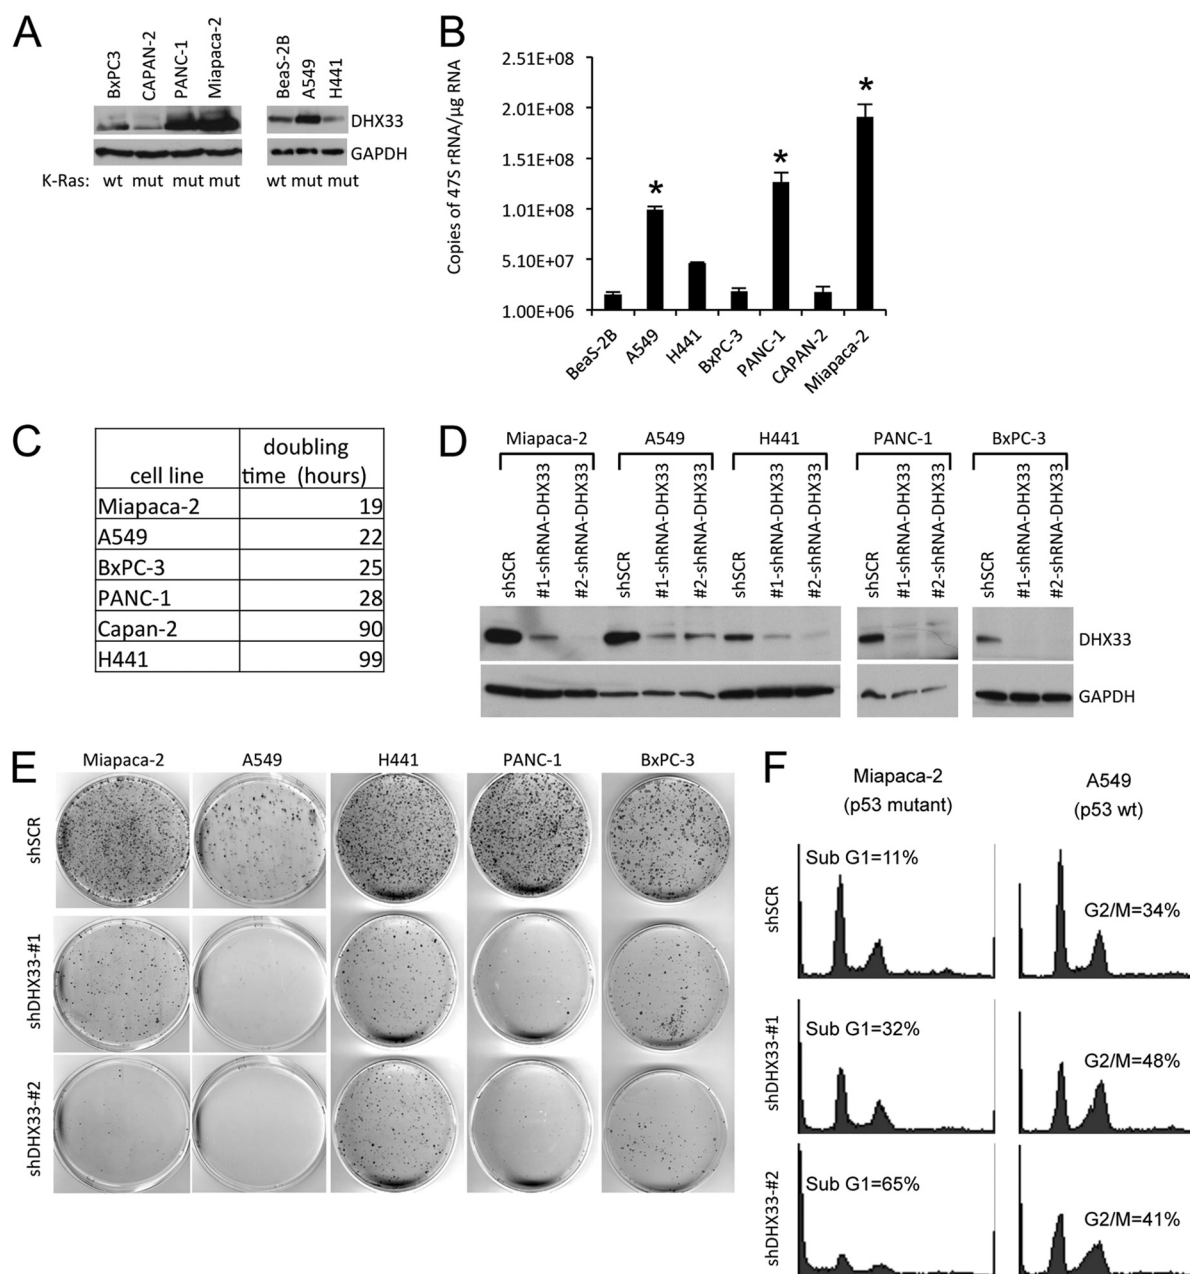 A
BxPC3
CAPAN-2
PANC-1
Miapaca-2
BeaS-2B
A549
H441
DHX33
GAPDH
K-Ras: wt mut mut mut wt mut mut
B
Copies of 47S rRNA/µg RNA
2.51E+08
2.01E+08
1.51E+08
1.01E+08
5.10E+07
1.00E+06
*
*
*
BeaS-2B
A549
H441
BxPC-3
PANC-1
CAPAN-2
Miapaca-2
C
cell line
doubling
time (hours)
Miapaca-2 19
A549 22
BxPC-3 25
PANC-1 28
Capan-2 90
H441 99
D
Miapaca-2 A549 H441 PANC-1 BxPC-3
shSCR
#1-shRNA-DHX33
#2-shRNA-DHX33
shSCR
#1-shRNA-DHX33
#2-shRNA-DHX33
shSCR
#1-shRNA-DHX33
#2-shRNA-DHX33
shSCR
#1-shRNA-DHX33
#2-shRNA-DHX33
shSCR
#1-shRNA-DHX33
#2-shRNA-DHX33
DHX33
GAPDH
E
Miapaca-2 A549 H441 PANC-1 BxPC-3
shSCR
shDHX33-#1
shDHX33-#2
F
Miapaca-2
(p53 mutant)
A549
(p53 wt)
shSCR
Sub G1=11%
G2/M=34%
shDHX33-#1
Sub G1=32%
G2/M=48%
shDHX33-#2
Sub G1=65%
G2/M=41%